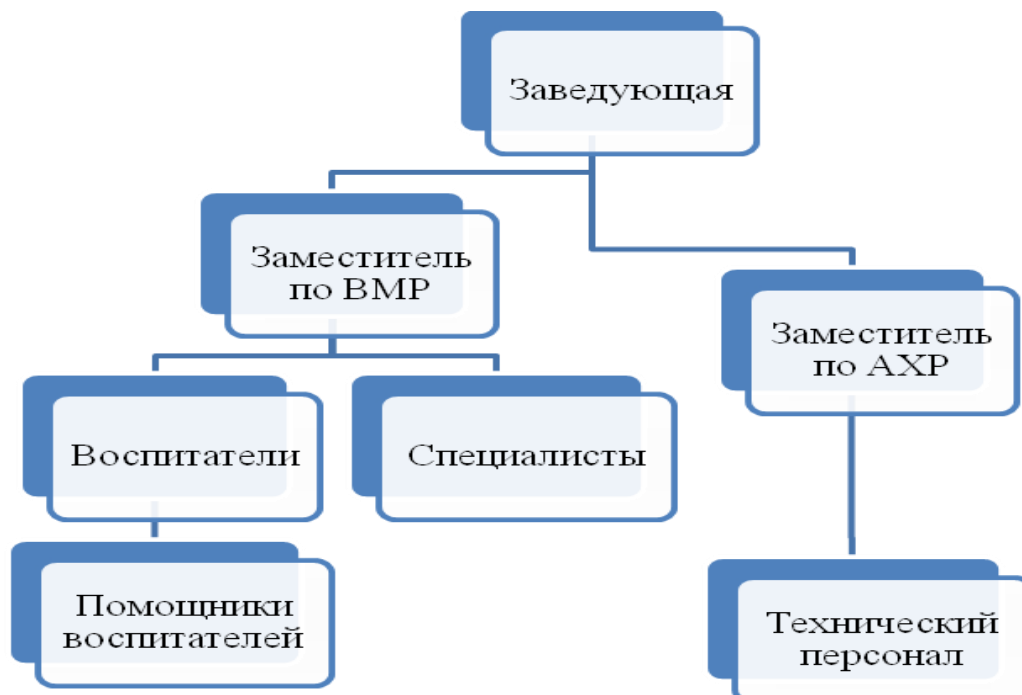 Заведующая
Заместитель
по ВМР
Заместитель
по АХР
Воспитатели
Специалисты
Помощники
воспитателей
Технический
персонал